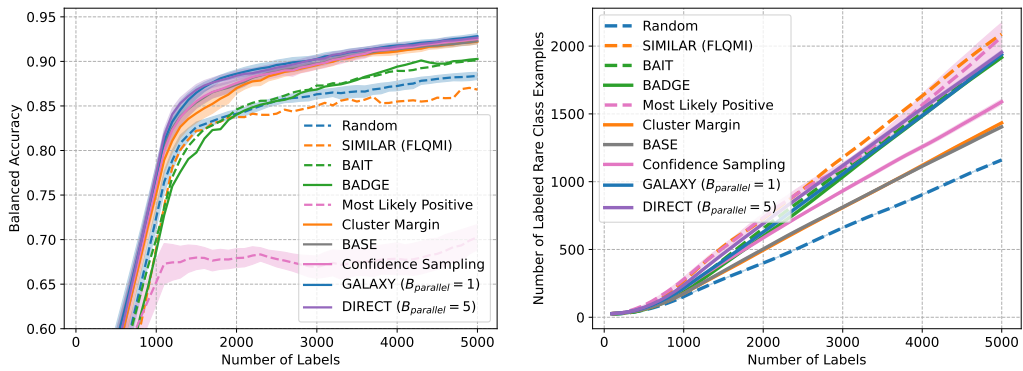 0.95
0.90
0.85
0.80
0.75
0.70
0.65
0.60
Balanced Accuracy
0
1000
2000
3000
4000
5000
Number of Labels
Random
SIMILAR (FLQMI)
BAIT
BADGE
Most Likely Positive
Cluster Margin
BASE
Confidence Sampling
GALAXY (B_parallel = 1)
DIRECT (B_parallel = 5)
2000
1500
1000
500
0
Number of Labeled Rare Class Examples
0
1000
2000
3000
4000
5000
Number of Labels
Random
SIMILAR (FLQMI)
BAIT
BADGE
Most Likely Positive
Cluster Margin
BASE
Confidence Sampling
GALAXY (B_parallel = 1)
DIRECT (B_parallel = 5)